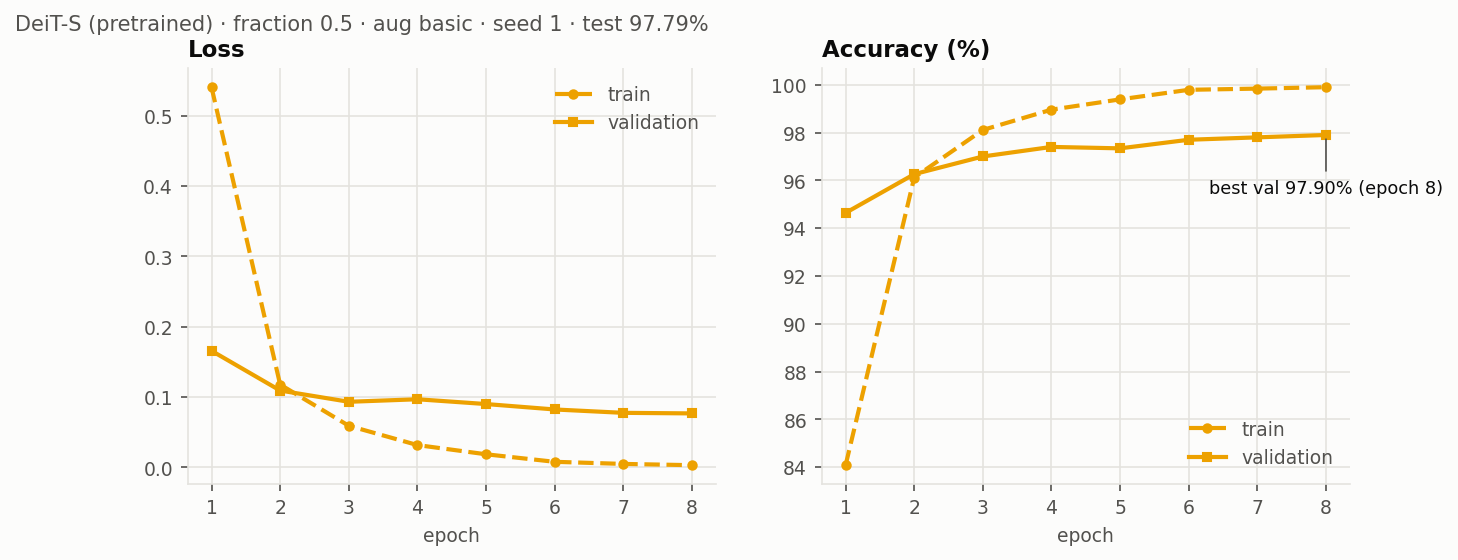 DeiT-S (pretrained) · fraction 0.5 · aug basic · seed 1 · test 97.79%
Loss
train
validation
0.5
0.4
0.3
0.2
0.1
0.0
1 2 3 4 5 6 7 8
epoch
Accuracy (%)
100
98
96
94
92
90
88
86
84
best val 97.90% (epoch 8)
train
validation
1 2 3 4 5 6 7 8
epoch